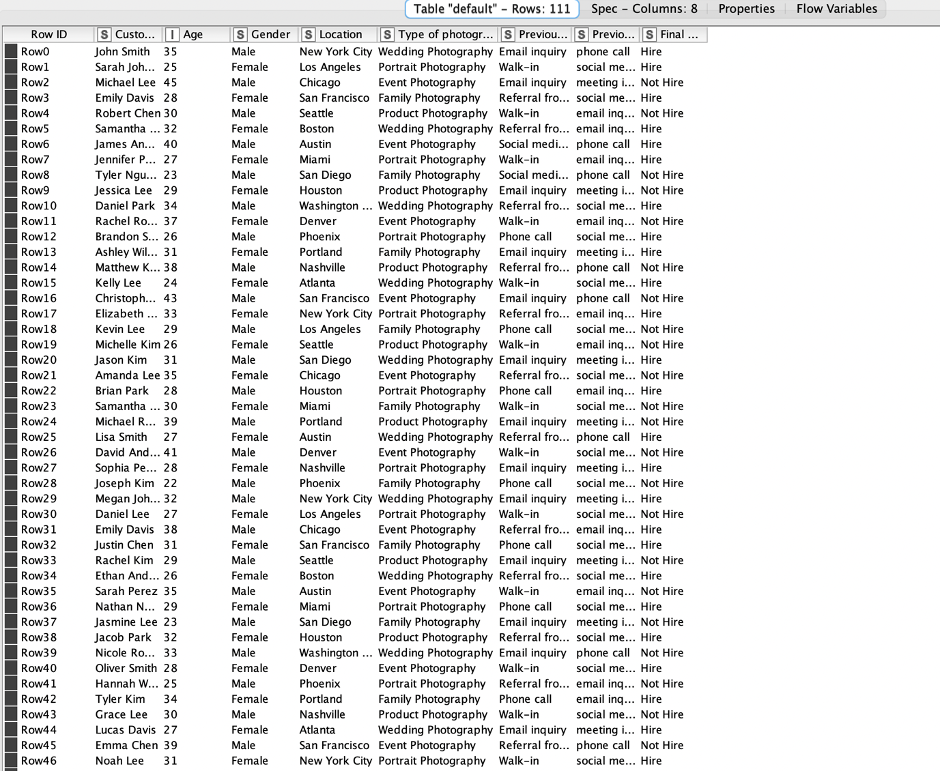 Table "default" - Rows: 111 Spec - Columns: 8 Properties Flow Variables
Row ID S Custo... I Age S Gender S Location S Type of photogr... S Previou... S Previo... S Final ...
Row0 John Smith 35 Male New York City Wedding Photography Email inquiry phone call Hire
Row1 Sarah Joh... 25 Female Los Angeles Portrait Photography Walk-in social me... Hire
Row2 Michael Lee 45 Male Chicago Event Photography Email inquiry meeting i... Not Hire
Row3 Emily Davis 28 Female San Francisco Family Photography Referral fro... social me... Hire
Row4 Robert Chen 30 Male Seattle Product Photography Walk-in email inq... Not Hire
Row5 Samantha ... 32 Female Boston Wedding Photography Referral fro... email inq... Hire
Row6 James An... 40 Male Austin Event Photography Social medi... phone call Hire
Row7 Jennifer P... 27 Female Miami Portrait Photography Walk-in email inq... Hire
Row8 Tyler Ngu... 23 Male San Diego Family Photography Social medi... phone call Not Hire
Row9 Jessica Lee 29 Female Houston Product Photography Email inquiry meeting i... Hire
Row10 Daniel Park 34 Male Washington ... Wedding Photography Referral fro... social me... Hire
Row11 Rachel Ro... 37 Female Denver Event Photography Walk-in email inq... Not Hire
Row12 Brandon S... 26 Male Phoenix Portrait Photography Phone call social me... Hire
Row13 Ashley Wil... 31 Female Portland Family Photography Email inquiry meeting i... Hire
Row14 Matthew K... 38 Male Nashville Product Photography Referral fro... phone call Not Hire
Row15 Kelly Lee 24 Female Atlanta Wedding Photography Walk-in social me... Hire
Row16 Christoph... 43 Male San Francisco Event Photography Email inquiry phone call Not Hire
Row17 Elizabeth ... 33 Female New York City Portrait Photography Referral fro... email inq... Hire
Row18 Kevin Lee 29 Male Los Angeles Family Photography Phone call social me... Hire
Row19 Michelle Kim 26 Female Seattle Product Photography Walk-in email inq... Not Hire
Row20 Jason Kim 31 Male San Diego Wedding Photography Email inquiry meeting i... Hire
Row21 Amanda Lee 35 Female Chicago Event Photography Referral fro... social me... Not Hire
Row22 Brian Park 28 Male Houston Portrait Photography Phone call email inq... Hire
Row23 Samantha ... 30 Female Miami Family Photography Walk-in social me... Not Hire
Row24 Michael R... 39 Male Portland Product Photography Email inquiry meeting i... Not Hire
Row25 Lisa Smith 27 Female Austin Wedding Photography Referral fro... phone call Hire
Row26 David And... 41 Male Denver Event Photography Walk-in social me... Not Hire
Row27 Sophia Pe... 28 Female Nashville Portrait Photography Email inquiry meeting i... Hire
Row28 Joseph Kim 22 Male Phoenix Family Photography Phone call social me... Hire
Row29 Megan Joh... 32 Male New York City Wedding Photography Email inquiry meeting i... Hire
Row30 Daniel Lee 27 Female Los Angeles Portrait Photography Walk-in social me... Not Hire
Row31 Emily Davis 38 Male Chicago Event Photography Referral fro... email inq... Hire
Row32 Justin Chen 31 Female San Francisco Family Photography Phone call social me... Hire
Row33 Rachel Kim 29 Male Seattle Product Photography Email inquiry meeting i... Not Hire
Row34 Ethan And... 26 Female Boston Wedding Photography Referral fro... social me... Hire
Row35 Sarah Perez 35 Male Austin Event Photography Walk-in email inq... Not Hire
Row36 Nathan N... 29 Female Miami Portrait Photography Phone call social me... Hire
Row37 Jasmine Lee 23 Male San Diego Family Photography Email inquiry meeting i... Not Hire
Row38 Jacob Park 32 Female Houston Product Photography Referral fro... social me... Hire
Row39 Nicole Ro... 33 Male Washington ... Wedding Photography Email inquiry phone call Not Hire
Row40 Oliver Smith 28 Female Denver Event Photography Walk-in social me... Hire
Row41 Hannah W... 25 Male Phoenix Portrait Photography Referral fro... email inq... Not Hire
Row42 Tyler Kim 34 Female Portland Family Photography Phone call email inq... Hire
Row43 Grace Lee 30 Male Nashville Product Photography Walk-in social me... Not Hire
Row44 Lucas Davis 27 Female Atlanta Wedding Photography Email inquiry meeting i... Hire
Row45 Emma Chen 39 Male San Francisco Event Photography Referral fro... phone call Not Hire
Row46 Noah Lee 31 Female New York City Portrait Photography Walk-in social me... Hire